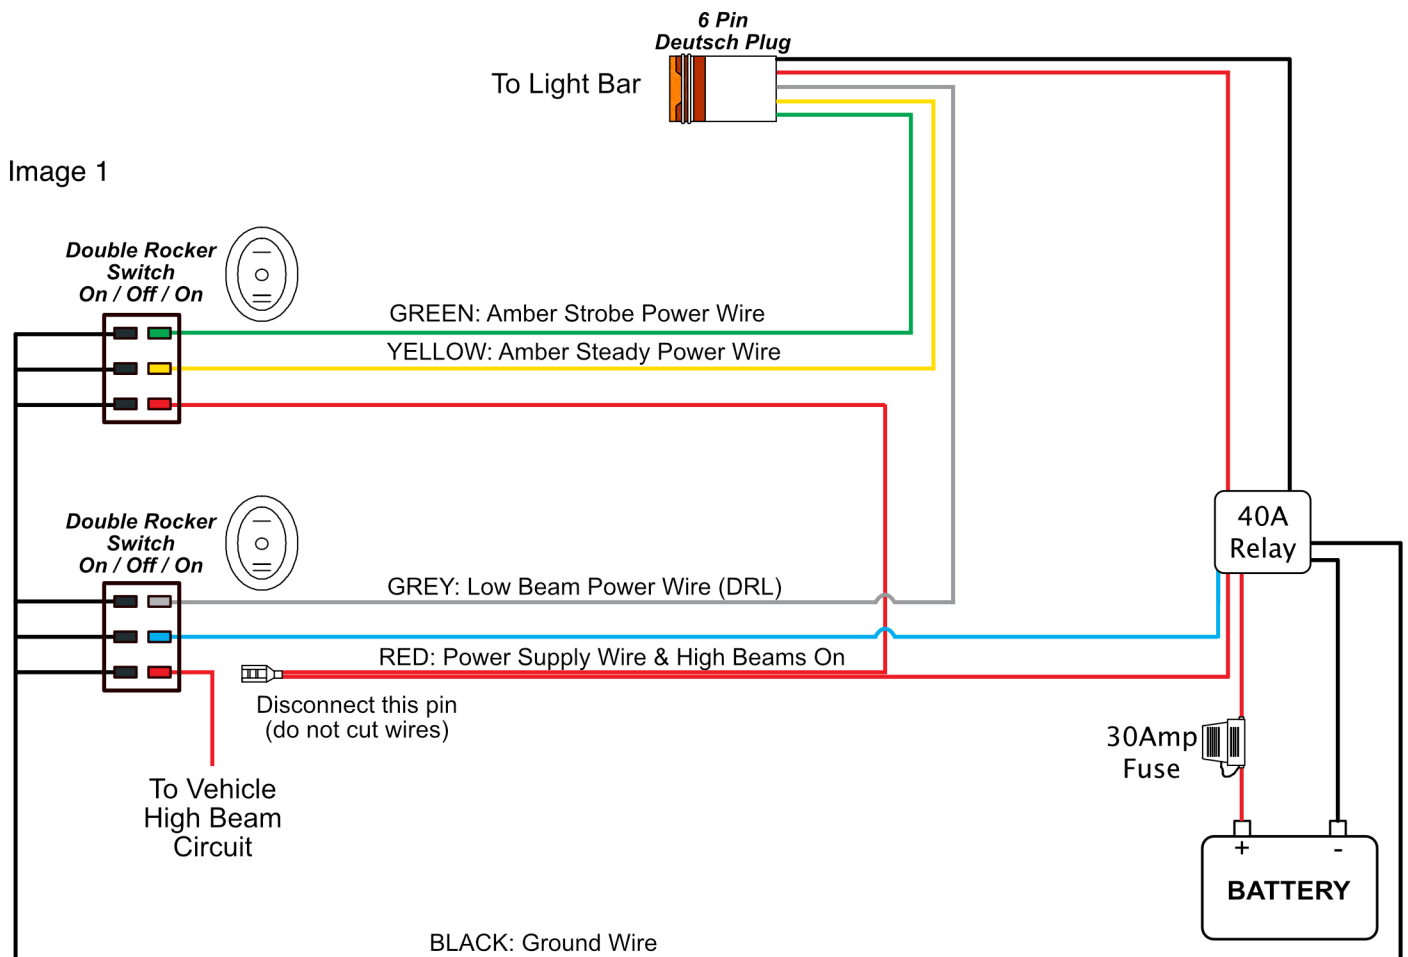 6 Pin
Deutsch Plug
To Light Bar
Image 1
Double Rocker
Switch
On / Off / On
GREEN: Amber Strobe Power Wire
YELLOW: Amber Steady Power Wire
40A
Relay
Double Rocker
Switch
On / Off / On
GREY: Low Beam Power Wire (DRL)
RED: Power Supply Wire & High Beams On
Disconnect this pin
(do not cut wires)
30Amp
Fuse
To Vehicle
High Beam
Circuit
+ -
BATTERY
BLACK: Ground Wire